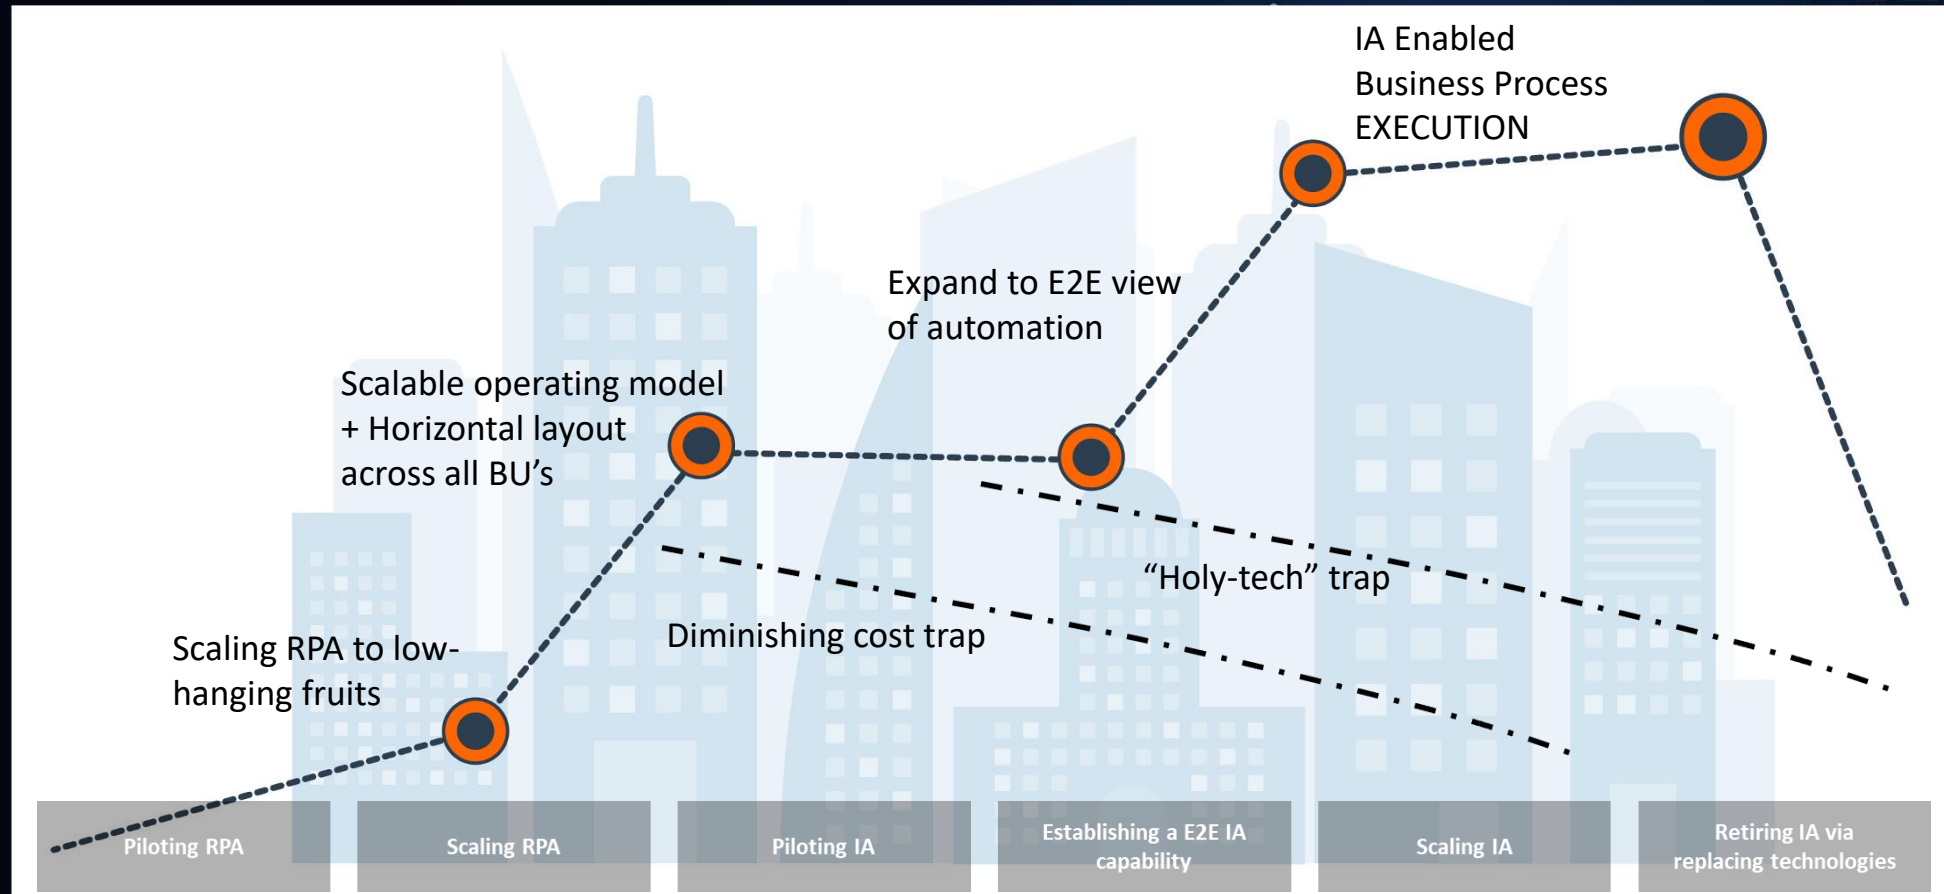 IA Enabled
Business Process
EXECUTION
Expand to E2E view
of automation
Scalable operating model
+ Horizontal layout
across all BU’s
“Holy-tech” trap
Diminishing cost trap
Scaling RPA to low-
hanging fruits
Piloting RPA
Scaling RPA
Piloting IA
Establishing a E2E IA
capability
Scaling IA
Retiring IA via
replacing technologies